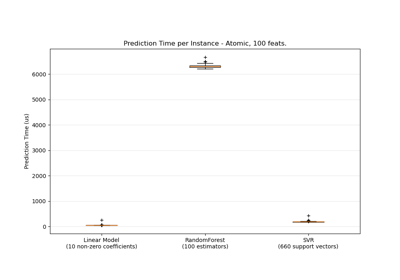 Prediction Time per Instance - Atomic, 100 feats.
Prediction Time (us)
6000
5000
4000
3000
2000
1000
0
Linear Model
(10 non-zero coefficients)
RandomForest
(100 estimators)
SVR
(660 support vectors)